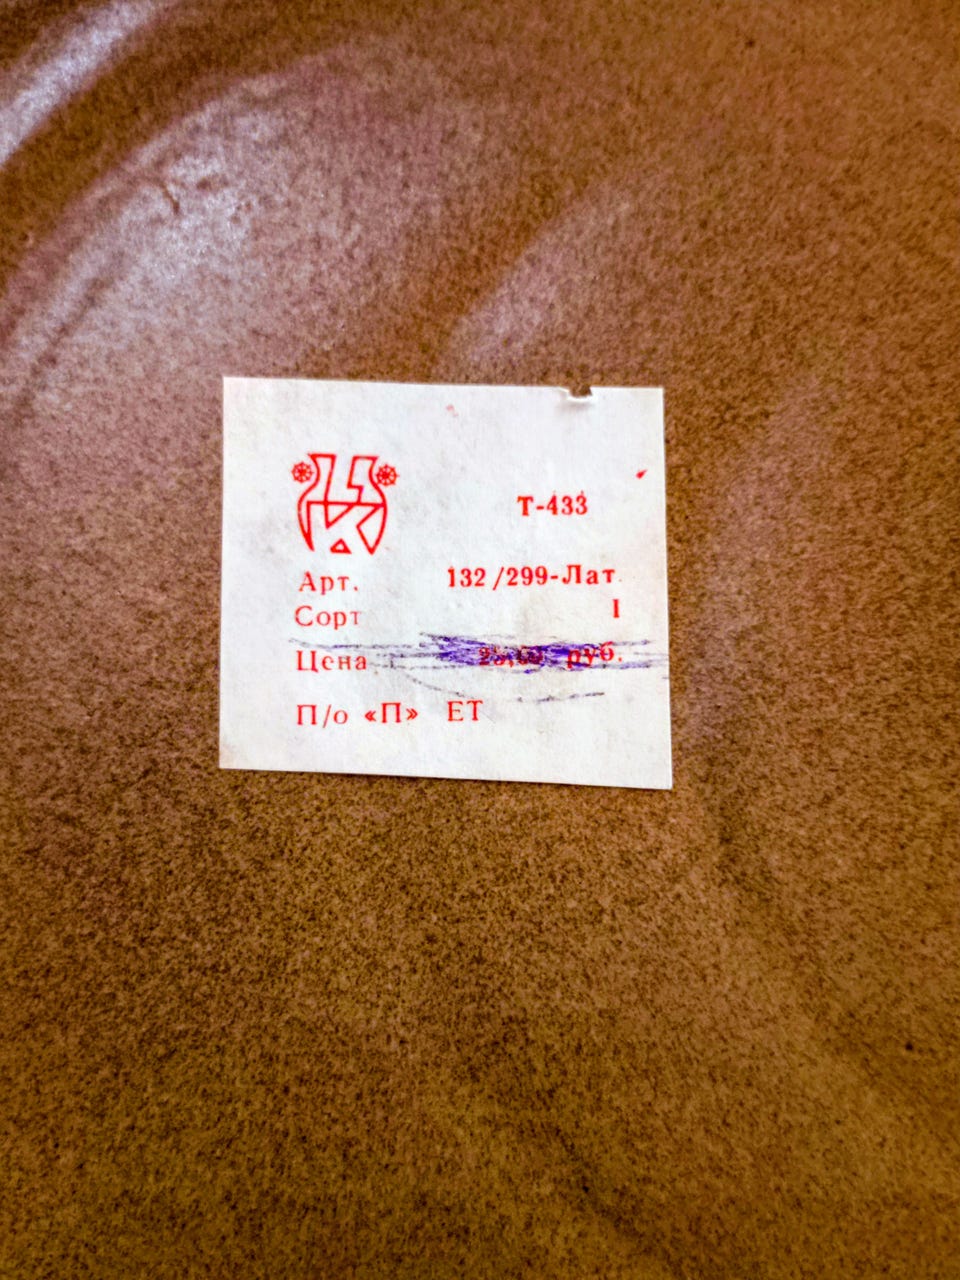 Т-433
Арт. 132/299-Лат.
Сорт I
Цена руб.
П/о «П» ЕТ